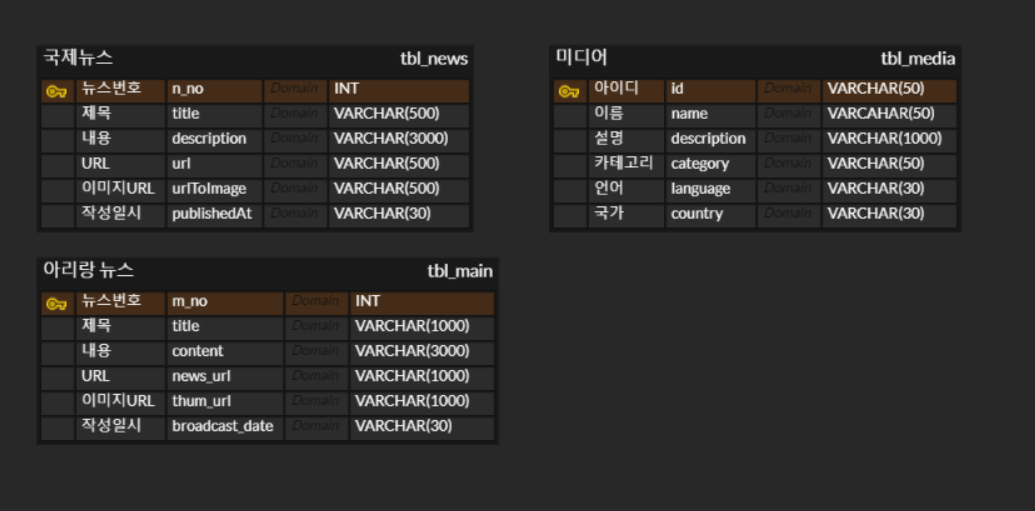 국제뉴스 tbl_news
뉴스번호 n_no Domain INT
제목 title Domain VARCHAR(500)
내용 description Domain VARCHAR(3000)
URL url Domain VARCHAR(500)
이미지URL urlToImage Domain VARCHAR(500)
작성일시 publishedAt Domain VARCHAR(30)
미디어 tbl_media
아이디 id Domain VARCHAR(50)
이름 name Domain VARCAHAR(50)
설명 description Domain VARCHAR(1000)
카테고리 category Domain VARCHAR(50)
언어 language Domain VARCHAR(30)
국가 country Domain VARCHAR(30)
아리랑 뉴스 tbl_main
뉴스번호 m_no Domain INT
제목 title Domain VARCHAR(1000)
내용 content Domain VARCHAR(3000)
URL news_url Domain VARCHAR(1000)
이미지URL thum_url Domain VARCHAR(1000)
작성일시 broadcast_date Domain VARCHAR(30)